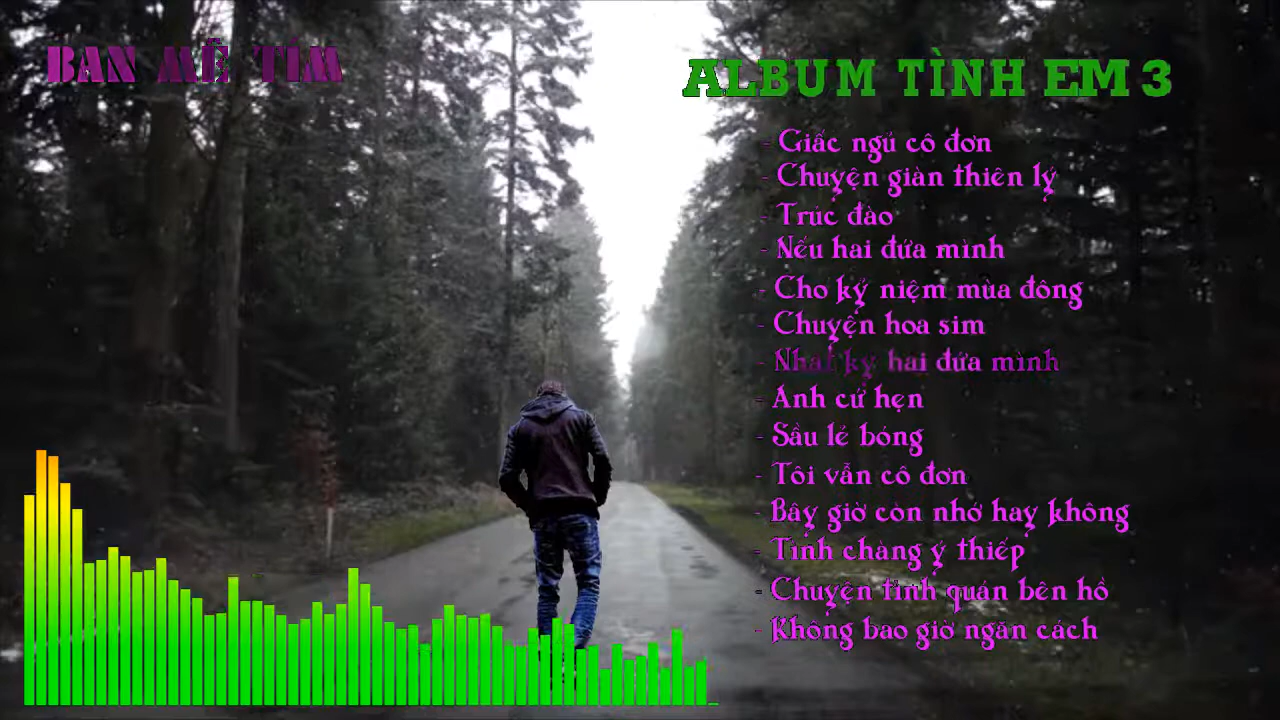 BAN MÊ TÍM
ALBUM TÌNH EM 3
- Giấc ngủ cô đơn
- Chuyện giàn thiên lý
- Trúc đào
- Nếu hai đứa mình
- Cho kỷ niệm mùa đông
- Chuyện hoa sim
- Nhật ký hai đứa mình
- Anh cứ hẹn
- Sầu lẻ bóng
- Tôi vẫn cô đơn
- Bây giờ còn nhớ hay không
- Tình chàng ý thiếp
- Chuyện tình quán bên hồ
- Không bao giờ ngăn cách